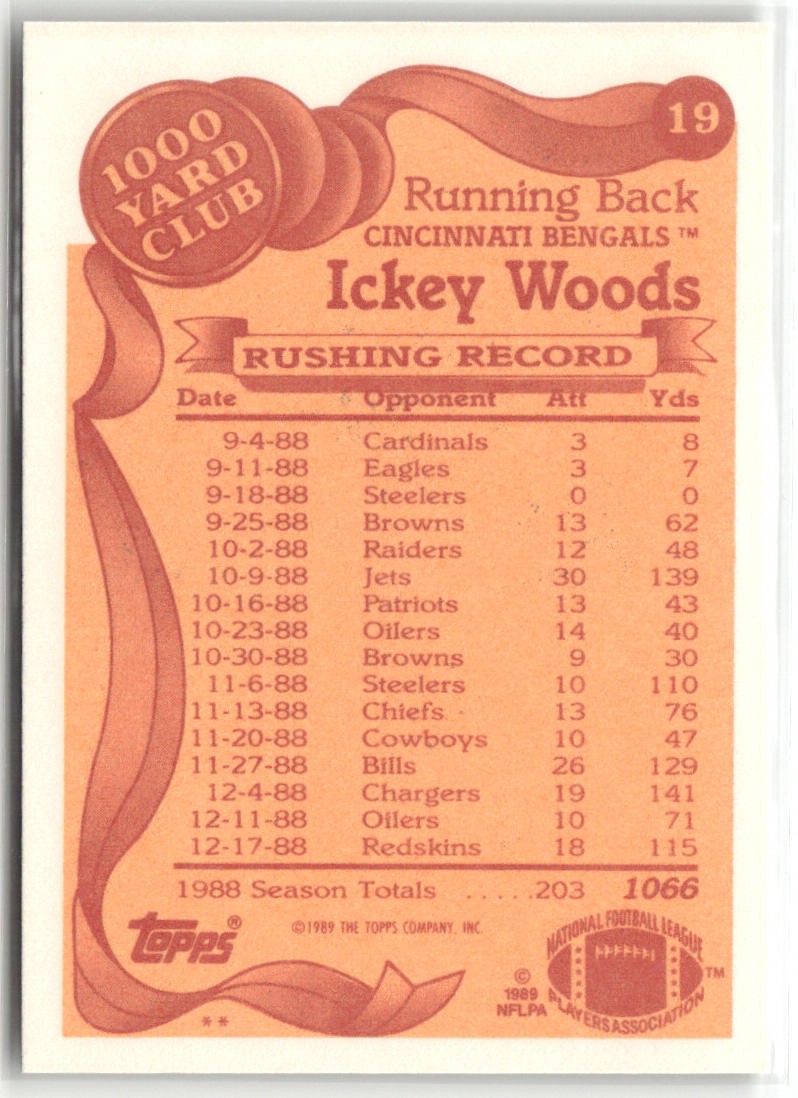 19
1000
YARD
CLUB
Running Back
CINCINNATI BENGALS™
Ickey Woods
RUSHING RECORD
Date Opponent Att Yds
9-4-88 Cardinals 3 8
9-11-88 Eagles 3 7
9-18-88 Steelers 0 0
9-25-88 Browns 13 62
10-2-88 Raiders 12 48
10-9-88 Jets 30 139
10-16-88 Patriots 13 43
10-23-88 Oilers 14 40
10-30-88 Browns 9 30
11-6-88 Steelers 10 110
11-13-88 Chiefs 13 76
11-20-88 Cowboys 10 47
11-27-88 Bills 26 129
12-4-88 Chargers 19 141
12-11-88 Oilers 10 71
12-17-88 Redskins 18 115
1988 Season Totals .....203 1066
topps®
©1989 THE TOPPS COMPANY, INC.
NATIONAL FOOTBALL LEAGUE
PLAYERS ASSOCIATION
™
©
1989
NFLPA
**